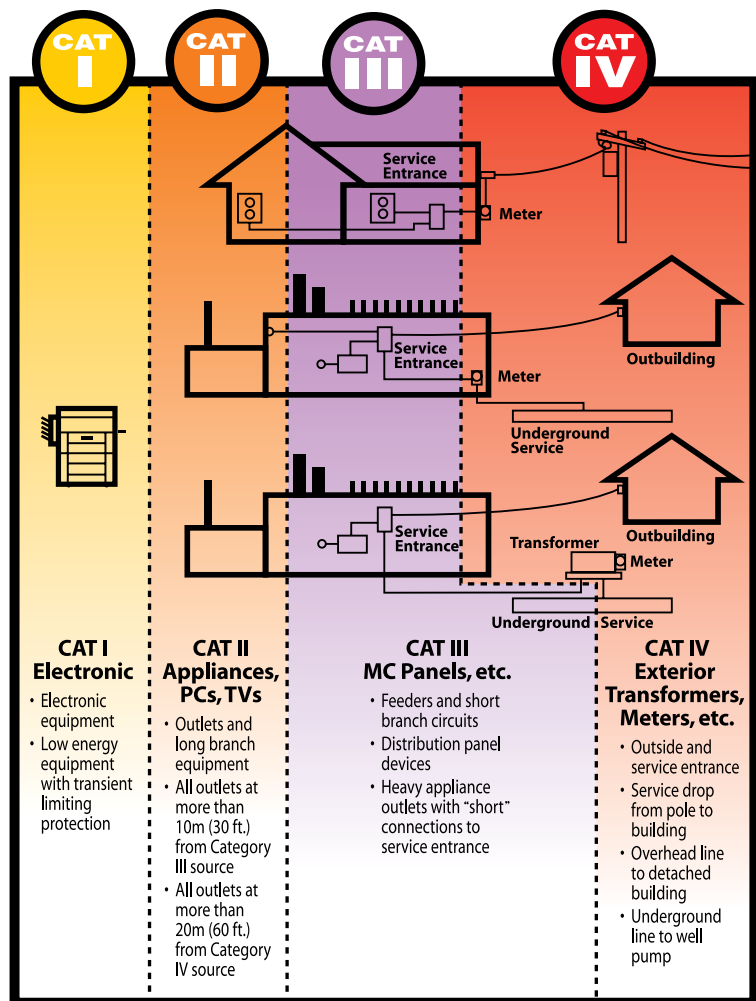 CAT
I
CAT
II
CAT
III
CAT
IV
Service
Entrance
Meter
Service
Entrance
Meter
Outbuilding
Underground
Service
Service
Entrance
Outbuilding
Transformer
Meter
Underground Service
CAT I
Electronic
• Electronic
equipment
• Low energy
equipment
with transient
limiting
protection
CAT II
Appliances,
PCs, TVs
• Outlets and
long branch
equipment
• All outlets at
more than
10m (30 ft.)
from Category
III source
• All outlets at
more than
20m (60 ft.)
from Category
IV source
CAT III
MC Panels, etc.
• Feeders and short
branch circuits
• Distribution panel
devices
• Heavy appliance
outlets with “short”
connections to
service entrance
CAT IV
Exterior
Transformers,
Meters, etc.
• Outside and
service entrance
• Service drop
from pole to
building
• Overhead line
to detached
building
• Underground
line to well
pump